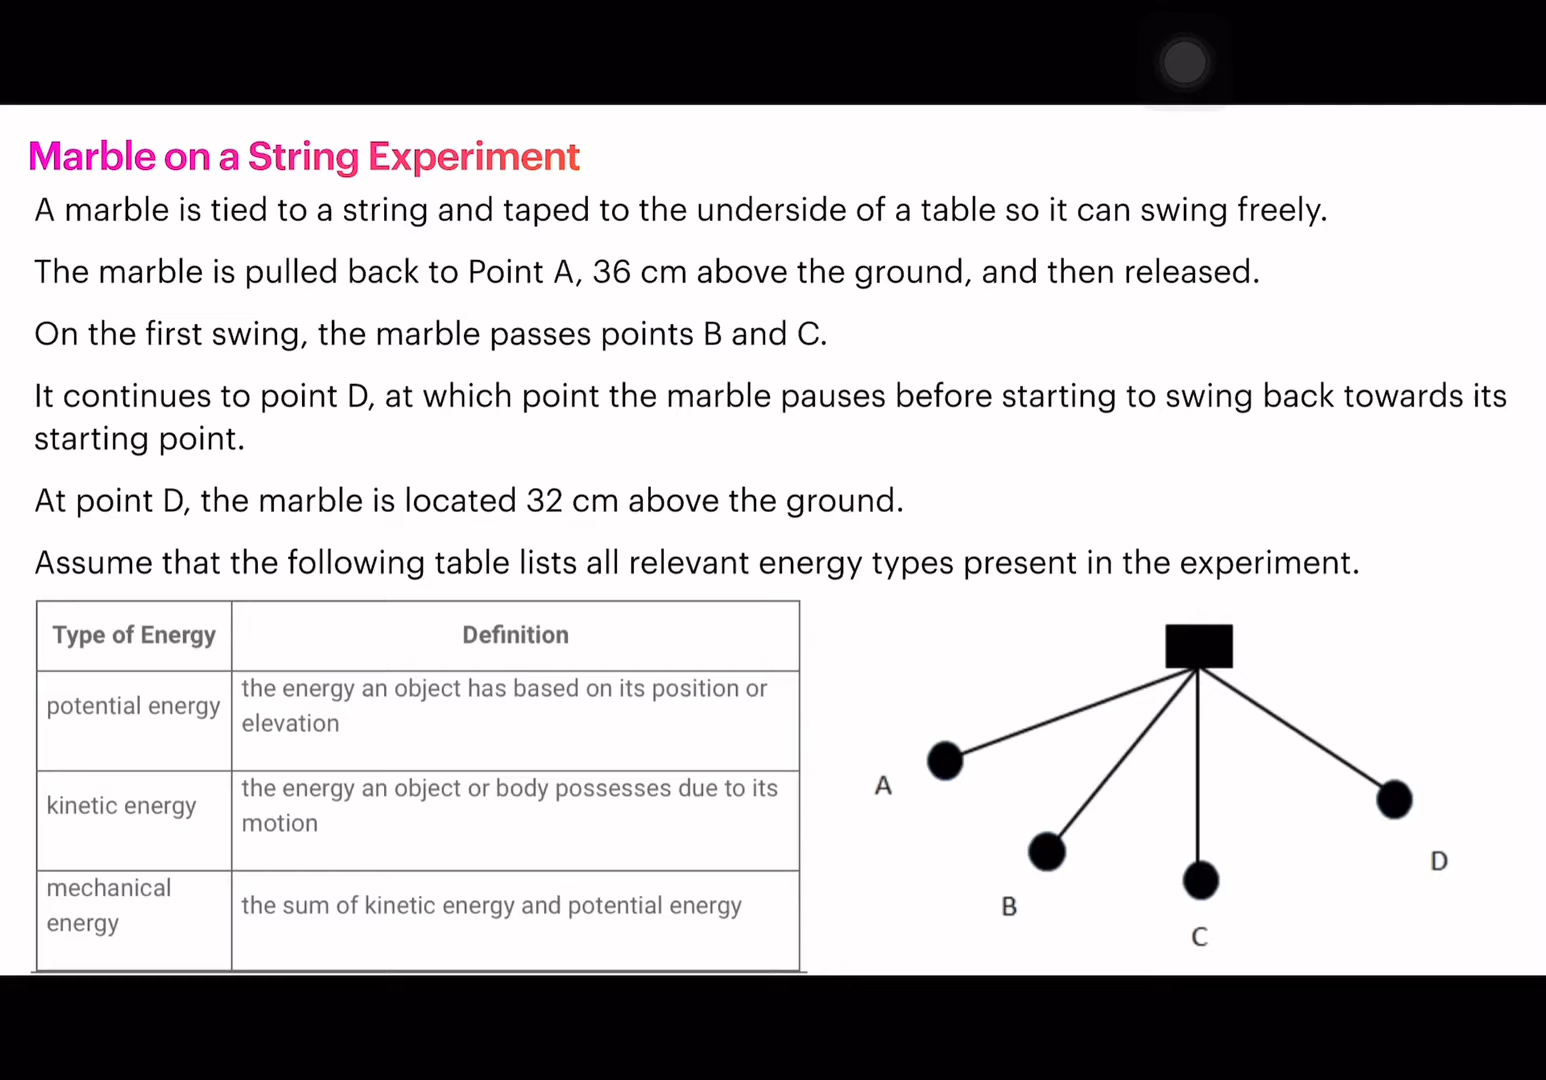 Marble on a String Experiment
A marble is tied to a string and taped to the underside of a table so it can swing freely.
The marble is pulled back to Point A, 36 cm above the ground, and then released.
On the first swing, the marble passes points B and C.
It continues to point D, at which point the marble pauses before starting to swing back towards its
starting point.
At point D, the marble is located 32 cm above the ground.
Assume that the following table lists all relevant energy types present in the experiment.
Type of Energy
Definition
potential energy
the energy an object has based on its position or
elevation
kinetic energy
the energy an object or body possesses due to its
motion
mechanical
energy
the sum of kinetic energy and potential energy
A
B
C
D